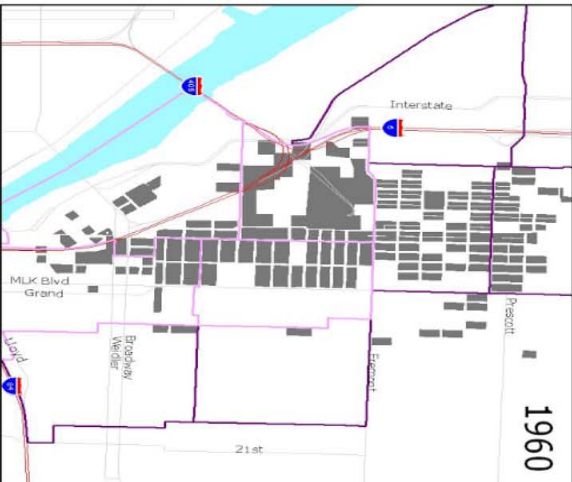 405
Interstate
5
MLK Blvd
Grand
Prescott
Broadway
Weidler
Fremont
Lloyd
84
1960
21st